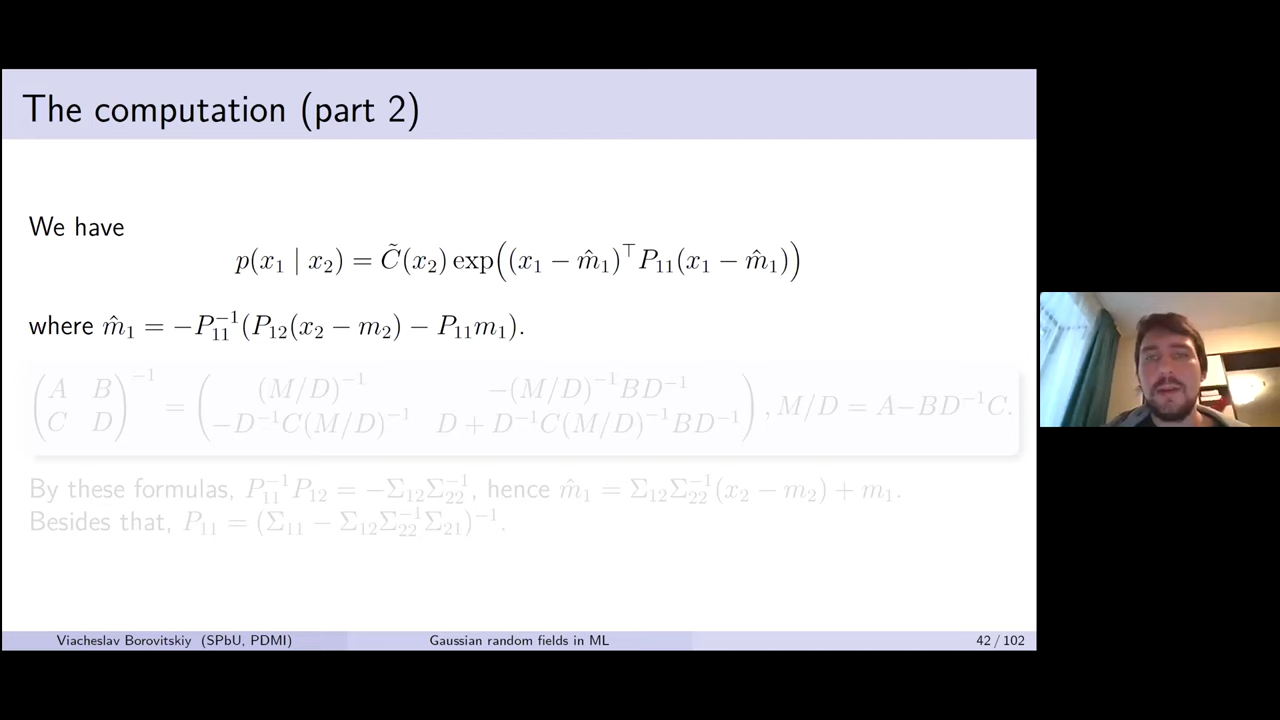 The computation (part 2)
We have
p(x₁ | x₂) = C̃(x₂) exp((x₁ − m̂₁)ᵀP₁₁(x₁ − m̂₁))
where m̂₁ = −P₁₁⁻¹(P₁₂(x₂ − m₂) − P₁₁m₁).
(A B; C D)⁻¹ = ((M/D)⁻¹ −(M/D)⁻¹BD⁻¹; −D⁻¹C(M/D)⁻¹ D + D⁻¹C(M/D)⁻¹BD⁻¹), M/D = A−BD⁻¹C.
By these formulas, P₁₁⁻¹P₁₂ = −Σ₁₂Σ₂₂⁻¹, hence m̂₁ = Σ₁₂Σ₂₂⁻¹(x₂ − m₂) + m₁.
Besides that, P₁₁ = (Σ₁₁ − Σ₁₂Σ₂₂⁻¹Σ₂₁)⁻¹.
Viacheslav Borovitskiy (SPbU, PDMI) Gaussian random fields in ML 42 / 102